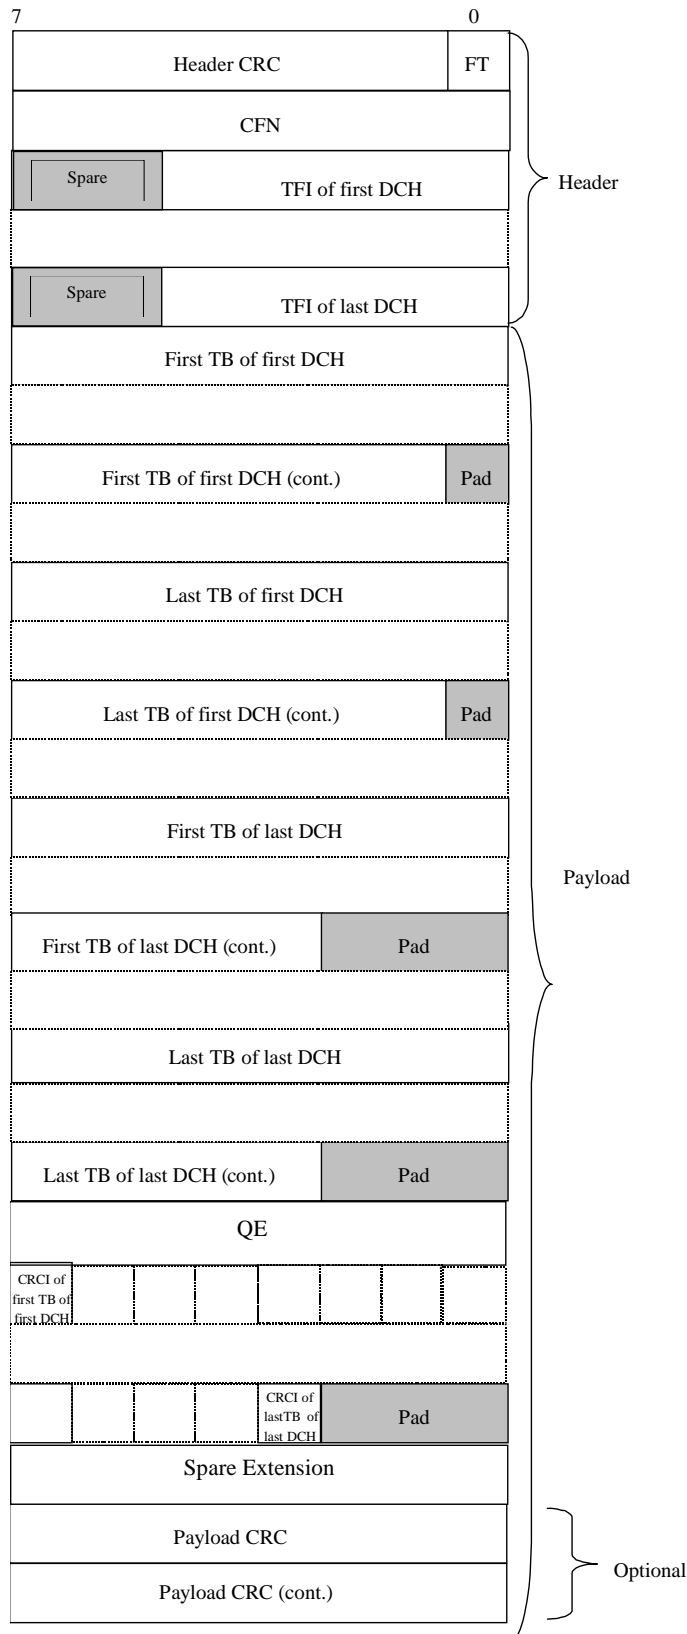 7 0
Header CRC FT
CFN
Spare TFI of first DCH
Header
Spare TFI of last DCH
First TB of first DCH
First TB of first DCH (cont.) Pad
Last TB of first DCH
Last TB of first DCH (cont.) Pad
First TB of last DCH
Payload
First TB of last DCH (cont.) Pad
Last TB of last DCH
Last TB of last DCH (cont.) Pad
QE
CRCI of
first TB of
first DCH
CRCI of
lastTB of
last DCH
Pad
Spare Extension
Payload CRC
Optional
Payload CRC (cont.)